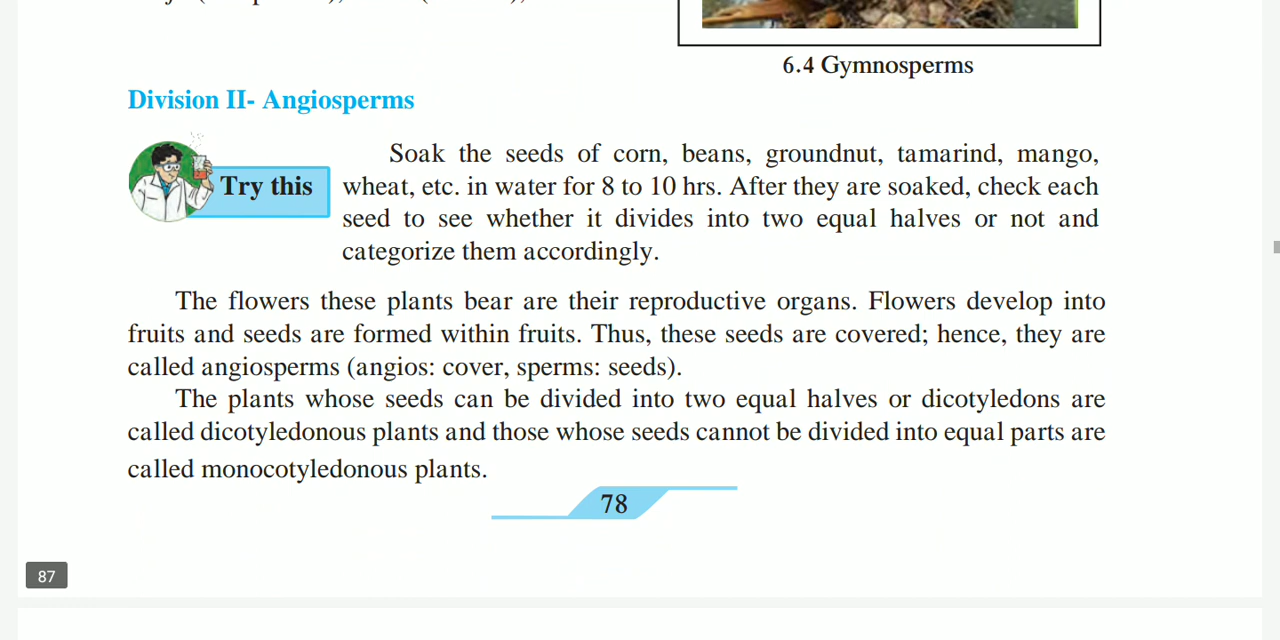 6.4 Gymnosperms
Division II- Angiosperms
Try this
Soak the seeds of corn, beans, groundnut, tamarind, mango,
wheat, etc. in water for 8 to 10 hrs. After they are soaked, check each
seed to see whether it divides into two equal halves or not and
categorize them accordingly.
The flowers these plants bear are their reproductive organs. Flowers develop into
fruits and seeds are formed within fruits. Thus, these seeds are covered; hence, they are
called angiosperms (angios: cover, sperms: seeds).
The plants whose seeds can be divided into two equal halves or dicotyledons are
called dicotyledonous plants and those whose seeds cannot be divided into equal parts are
called monocotyledonous plants.
78
87